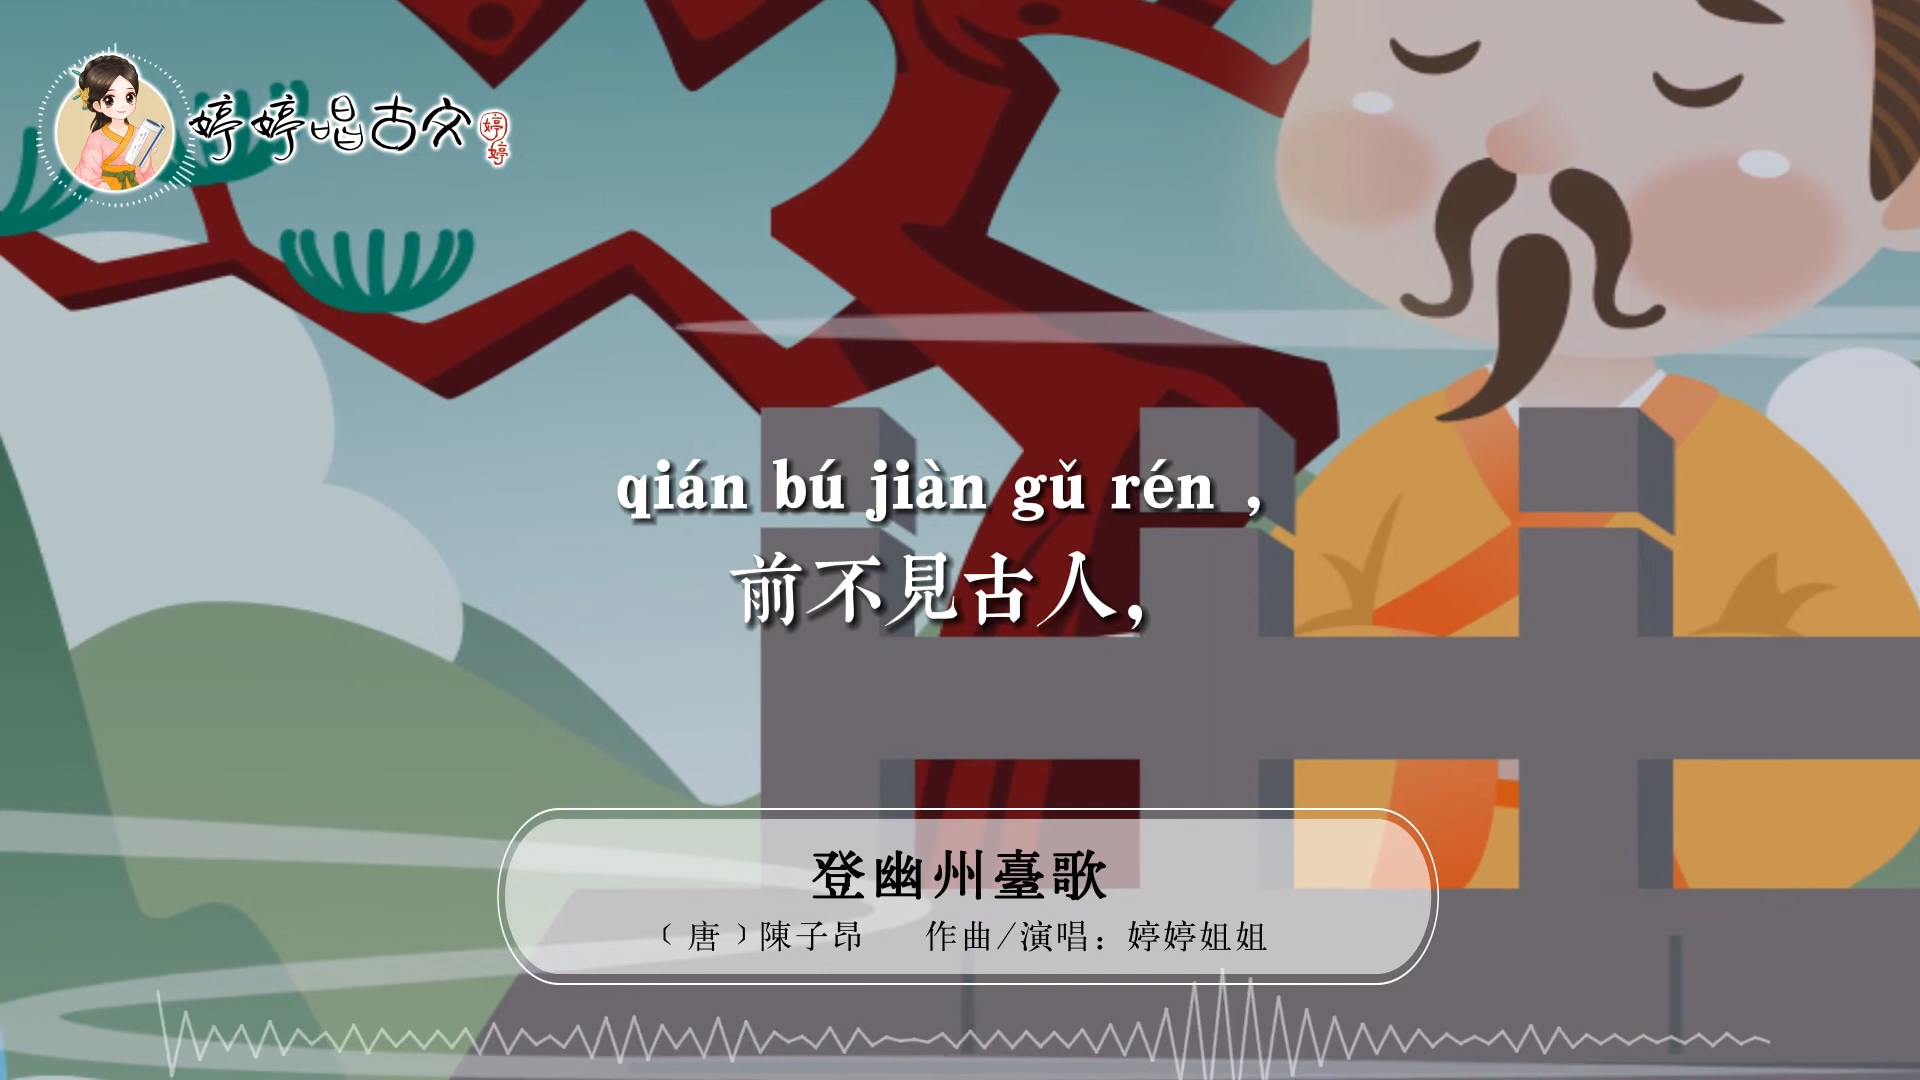 婷婷唱古文
婷婷
qián bú jiàn gǔ rén ,
前不見古人，
登幽州臺歌
﹝唐﹞陳子昂 作曲/演唱：婷婷姐姐